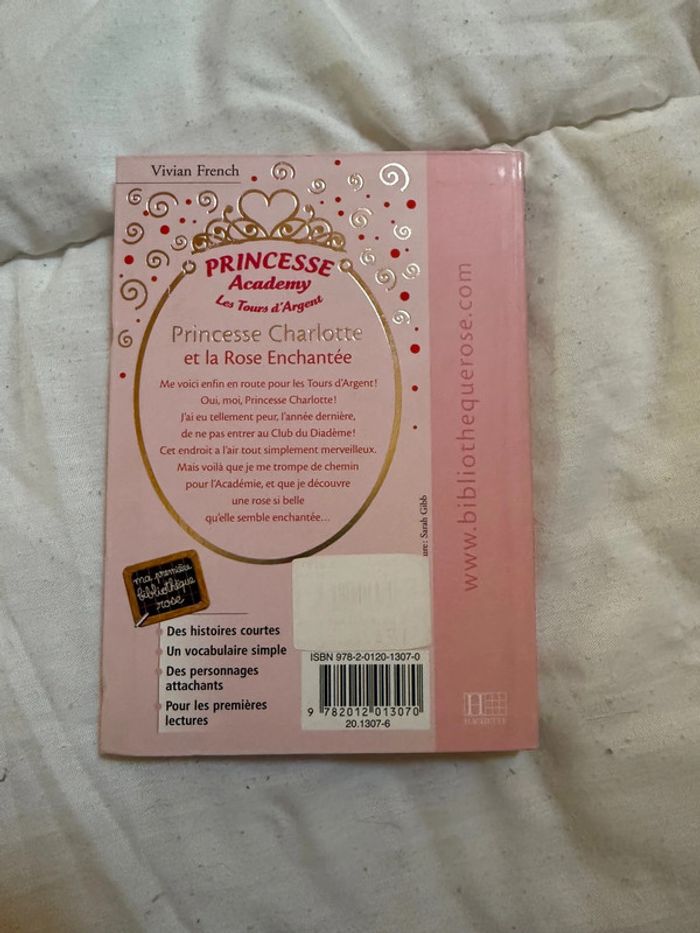 Vivian French
PRINCESSE
Academy
Les Tours d'Argent
Princesse Charlotte
et la Rose Enchantée
Me voici enfin en route pour les Tours d'Argent!
Oui, moi, Princesse Charlotte!
J'ai eu tellement peur, l'année dernière,
de ne pas entrer au Club du Diadème!
Cet endroit a l'air tout simplement merveilleux.
Mais voilà que je me trompe de chemin
pour l'Académie, et que je découvre
une rose si belle
qu'elle semble enchantée...
ure: Sarah Gibb
ma première
bibliothèque
rose
Des histoires courtes
Un vocabulaire simple
Des personnages
attachants
Pour les premières
lectures
ISBN 978-2-0120-1307-0
9 782012 013070
20.1307-6
www.bibliothequerose.com
HACHETTE